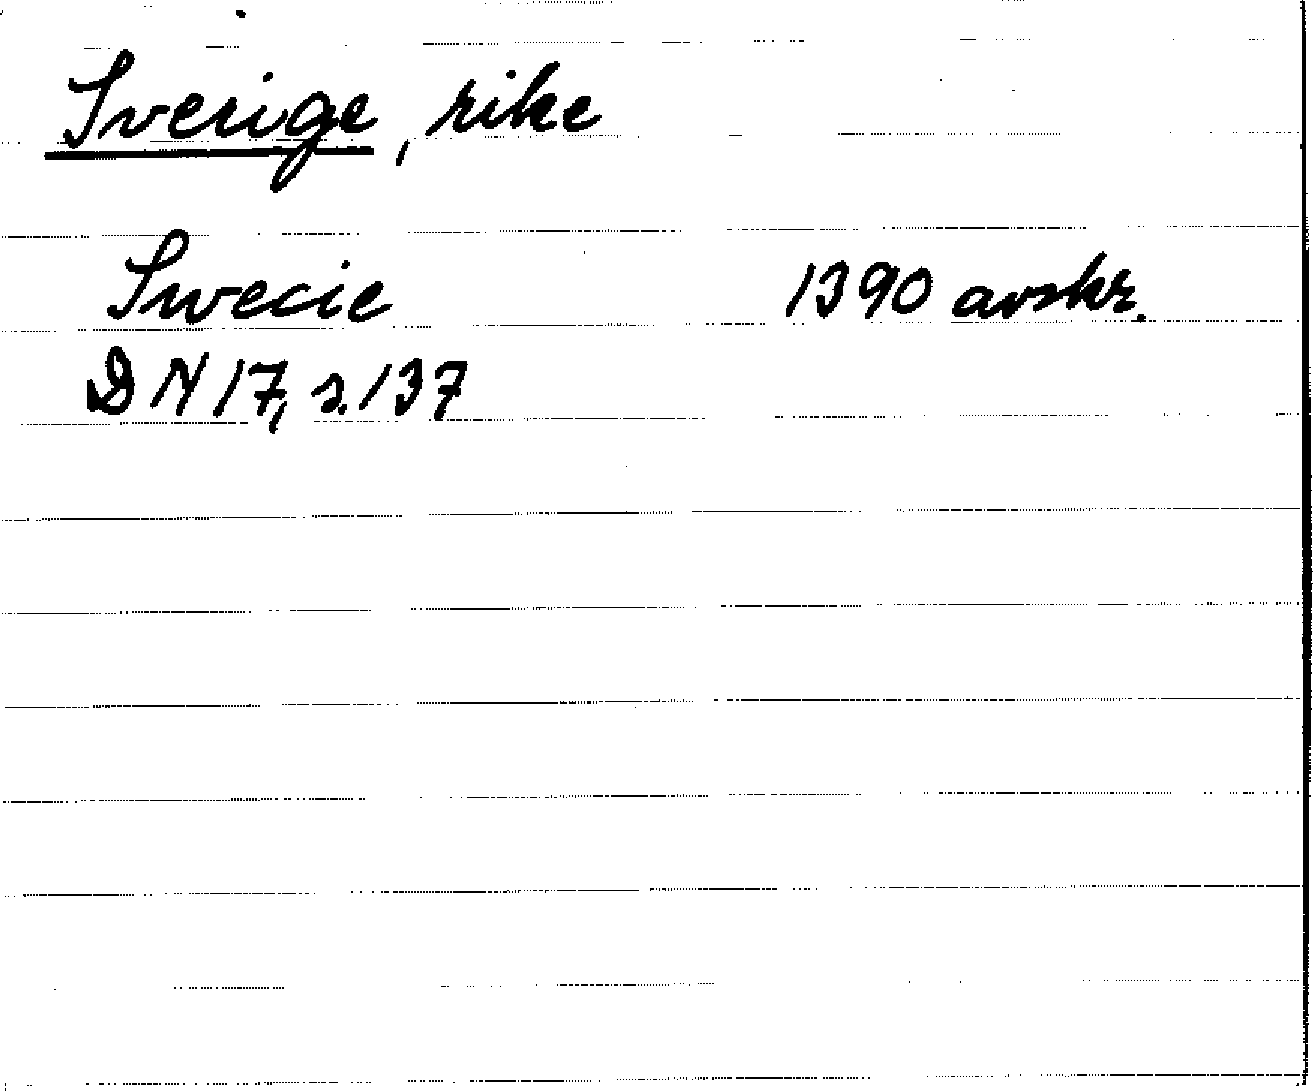 Sverige, rike
Swecie 1390 avskr.
DN 17, s. 137